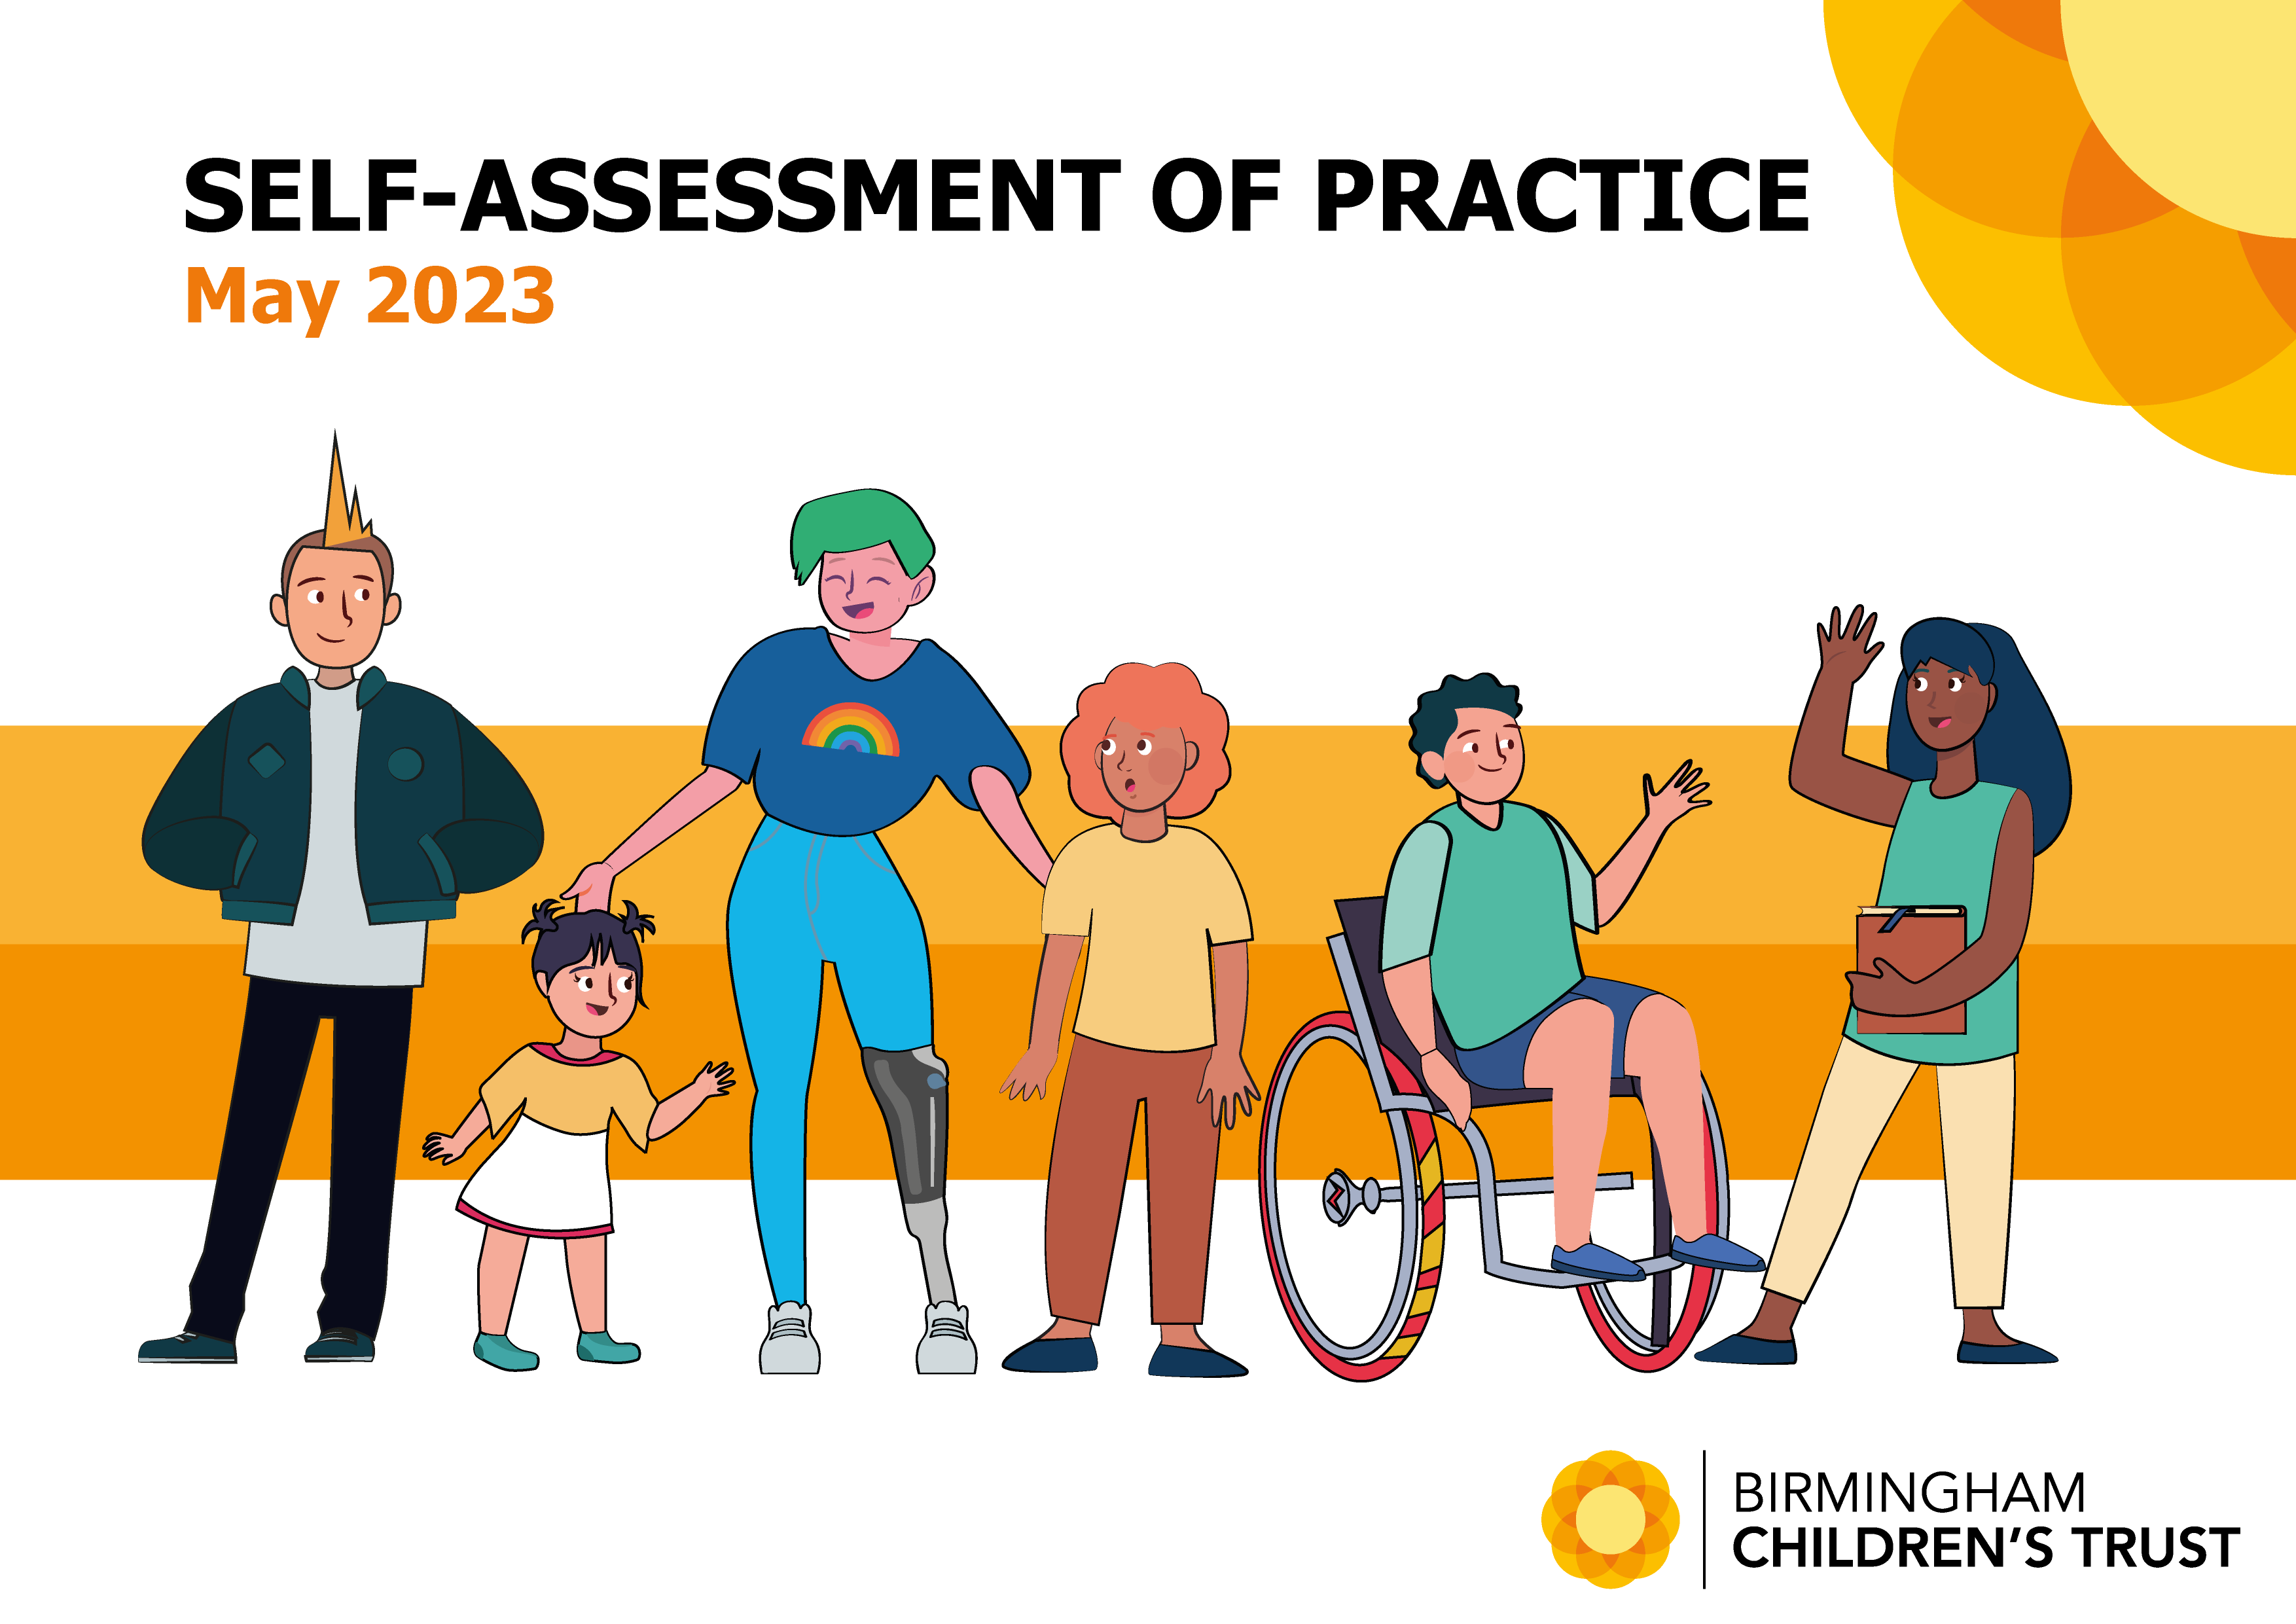 SELF-ASSESSMENT OF PRACTICE
May 2023
BIRMINGHAM
CHILDREN’S TRUST